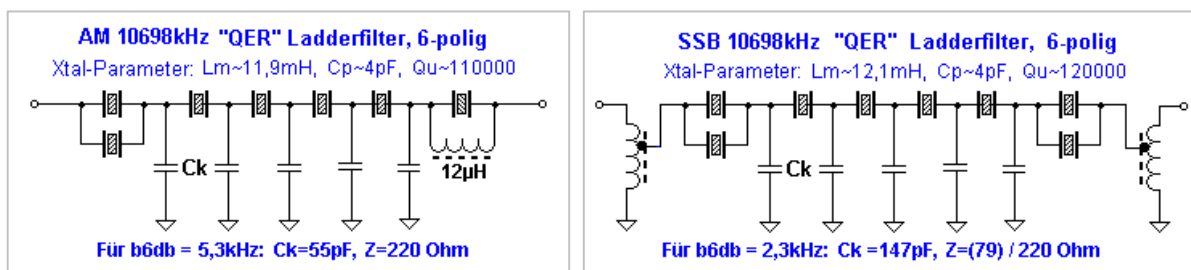 AM 10698kHz "QER" Ladderfilter, 6-polig
Xtal-Parameter: Lm~11,9mH, Cp~4pF, Qu~110000
Ck
12µH
Für b6db = 5,3kHz: Ck=55pF, Z=220 Ohm
SSB 10698kHz "QER" Ladderfilter, 6-polig
Xtal-Parameter: Lm~12,1mH, Cp~4pF, Qu~120000
Ck
Für b6db = 2,3kHz: Ck =147pF, Z=(79) / 220 Ohm